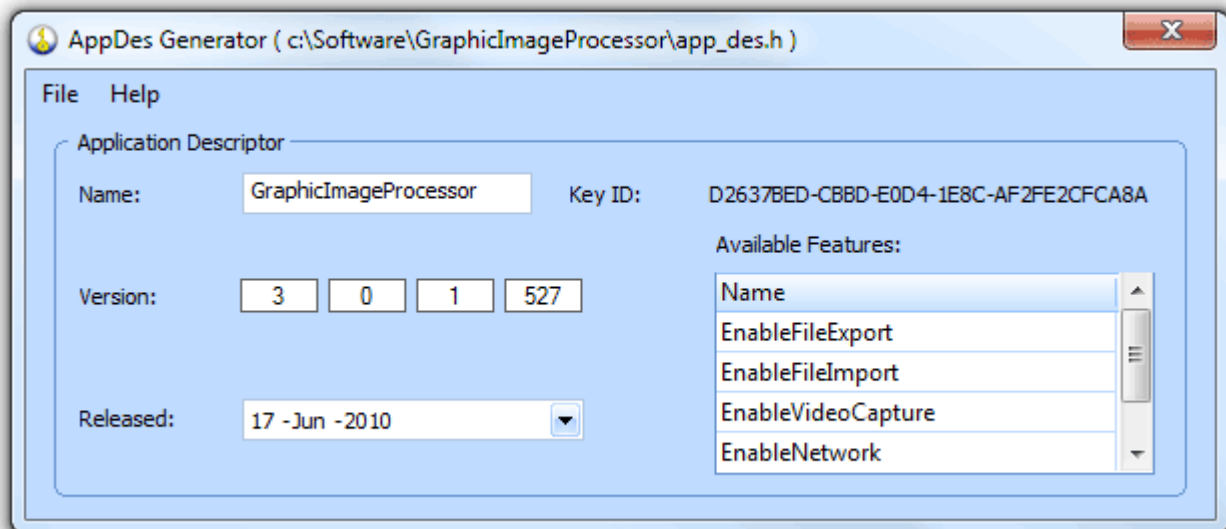 AppDes Generator ( c:\Software\GraphicImageProcessor\app_des.h )
File Help
Application Descriptor
Name: GraphicImageProcessor Key ID: D2637BED-CBBD-E0D4-1E8C-AF2FE2CFCA8A
Available Features:
Version: 3 0 1 527
Name
EnableFileExport
EnableFileImport
Released: 17 -Jun -2010
EnableVideoCapture
EnableNetwork